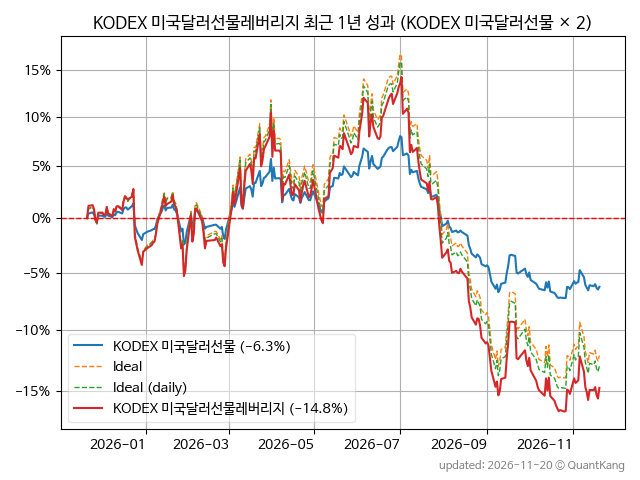 KODEX 미국달러선물레버리지 최근 1년 성과 (KODEX 미국달러선물 × 2)
15%
10%
5%
0%
−5%
−10%
−15%
KODEX 미국달러선물 (−6.3%)
Ideal
Ideal (daily)
KODEX 미국달러선물레버리지 (−14.8%)
2026-01
2026-03
2026-05
2026-07
2026-09
2026-11
updated: 2026-11-20 © QuantKang